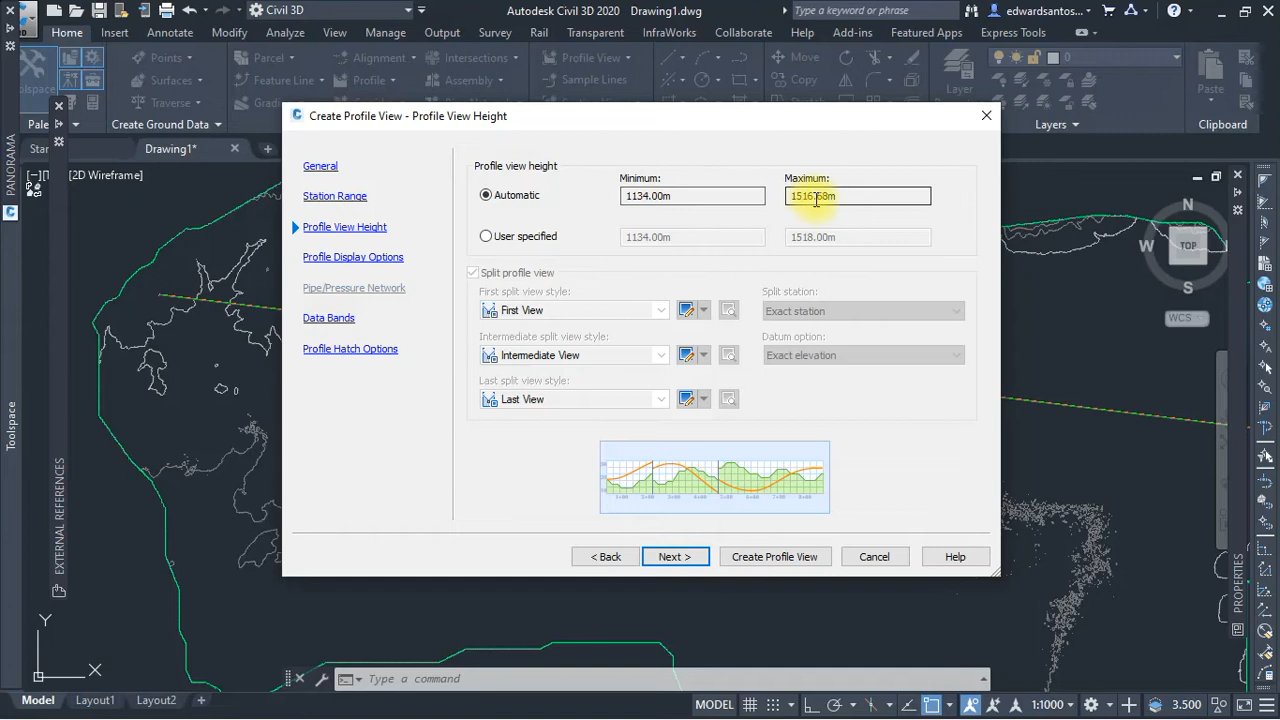 Civil 3D
Autodesk Civil 3D 2020 Drawing1.dwg
Type a keyword or phrase
edwardsantos...
Home Insert Annotate Modify Analyze View Manage Output Survey Rail Transparent InfraWorks Collaborate Help Add-ins Featured Apps Express Tools
Points
Parcel
Alignment
Intersections
Profile View
Move
0
Toolspace
Surfaces
Feature Line
Profile
Assembly
Sample Lines
Layer
Paste
Traverse
Pale
Create Ground Data
Layers
Clipboard
Star
Drawing1*
[−]
[2D Wireframe]
PANORAMA
Toolspace
EXTERNAL REFERENCES
PROPERTIES
Create Profile View - Profile View Height
General
Station Range
Profile View Height
Profile Display Options
Pipe/Pressure Network
Data Bands
Profile Hatch Options
Profile view height
Minimum:
Maximum:
Automatic
1134.00m
1516.58m
User specified
1134.00m
1518.00m
Split profile view
First split view style:
Split station:
First View
Exact station
Intermediate split view style:
Datum option:
Intermediate View
Exact elevation
Last split view style:
Last View
< Back
Next >
Create Profile View
Cancel
Help
N
W
TOP
S
WCS
Y
X
Type a command
Model
Layout1
Layout2
+
MODEL
1:1000
3.500